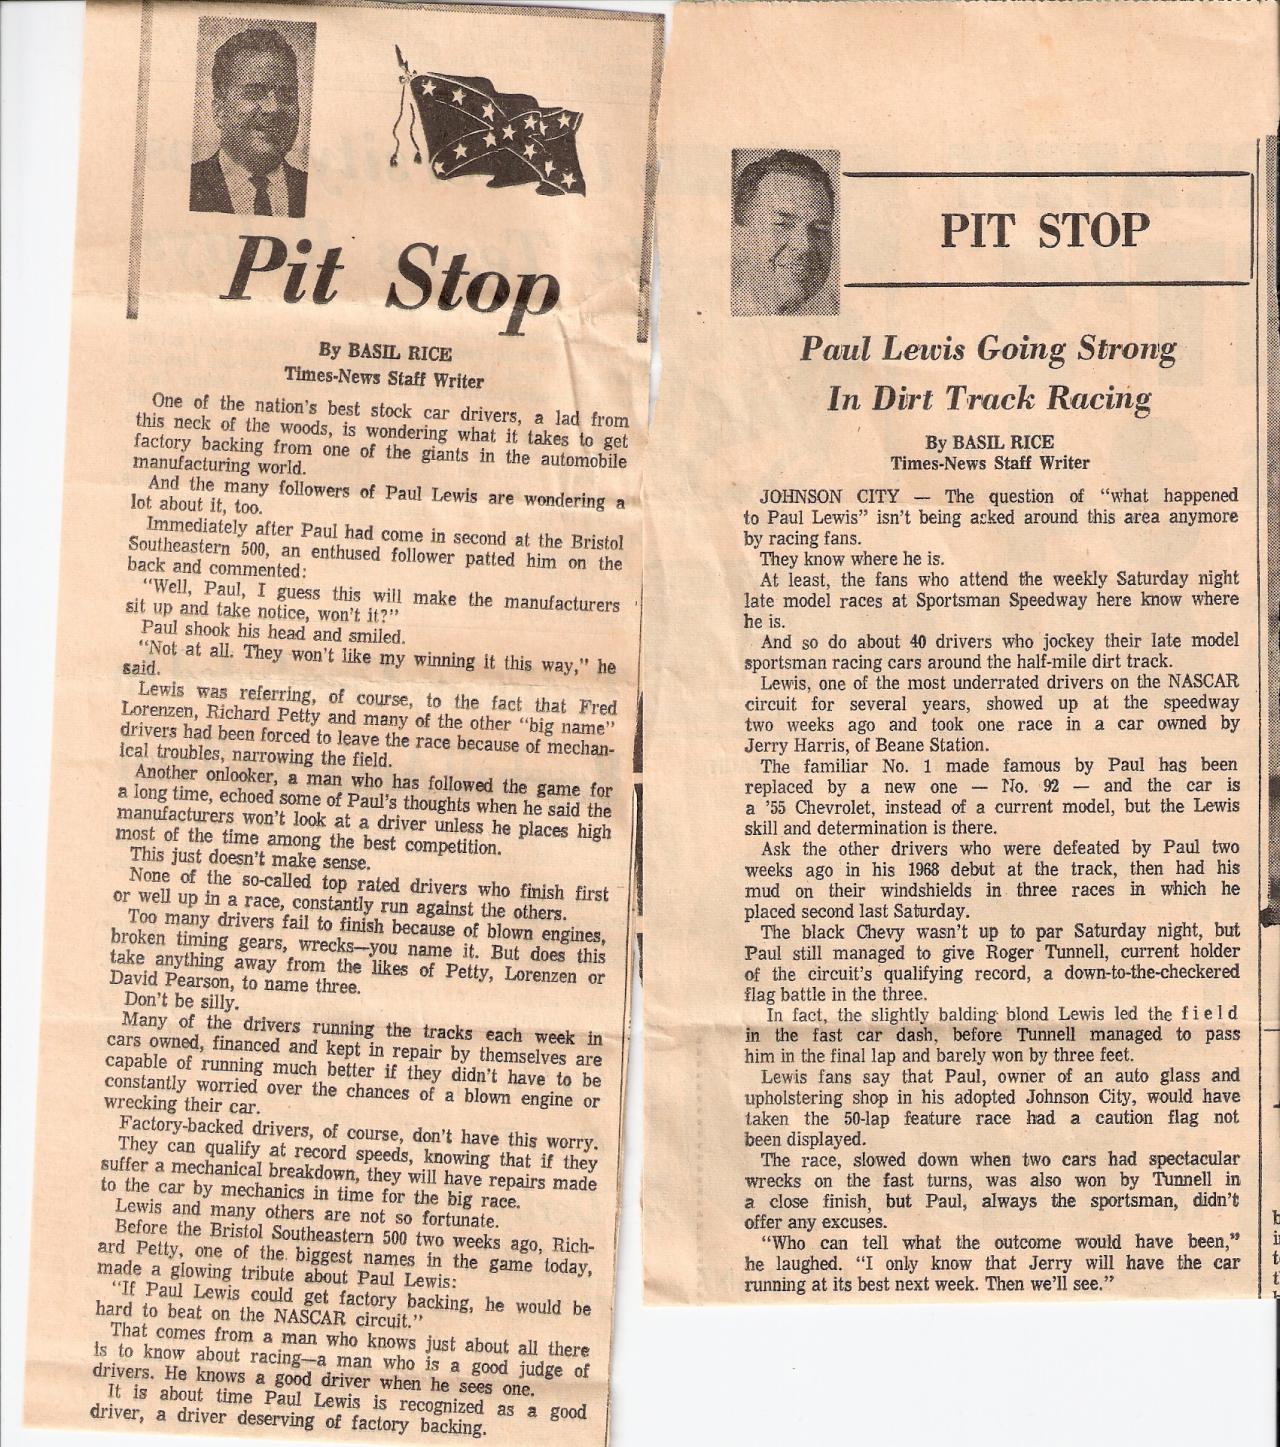 Pit Stop
By BASIL RICE
Times-News Staff Writer
One of the nation's best stock car drivers, a lad from
this neck of the woods, is wondering what it takes to get
factory backing from one of the giants in the automobile
manufacturing world.
And the many followers of Paul Lewis are wondering a
lot about it, too.
Immediately after Paul had come in second at the Bristol
Southeastern 500, an enthused follower patted him on the
back and commented:
"Well, Paul, I guess this will make the manufacturers
sit up and take notice, won't it?"
Paul shook his head and smiled.
"Not at all. They won't like my winning it this way," he
said.
Lewis was referring, of course, to the fact that Fred
Lorenzen, Richard Petty and many of the other "big name"
drivers had been forced to leave the race because of mechan-
ical troubles, narrowing the field.
Another onlooker, a man who has followed the game for
a long time, echoed some of Paul's thoughts when he said the
manufacturers won't look at a driver unless he places high
most of the time among the best competition.
This just doesn't make sense.
None of the so-called top rated drivers who finish first
or well up in a race, constantly run against the others.
Too many drivers fail to finish because of blown engines,
broken timing gears, wrecks—you name it. But does this
take anything away from the likes of Petty, Lorenzen or
David Pearson, to name three.
Don't be silly.
Many of the drivers running the tracks each week in
cars owned, financed and kept in repair by themselves are
capable of running much better if they didn't have to be
constantly worried over the chances of a blown engine or
wrecking their car.
Factory-backed drivers, of course, don't have this worry.
They can qualify at record speeds, knowing that if they
suffer a mechanical breakdown, they will have repairs made
to the car by mechanics in time for the big race.
Lewis and many others are not so fortunate.
Before the Bristol Southeastern 500 two weeks ago, Rich-
ard Petty, one of the biggest names in the game today,
made a glowing tribute about Paul Lewis:
"If Paul Lewis could get factory backing, he would be
hard to beat on the NASCAR circuit."
That comes from a man who knows just about all there
is to know about racing—a man who is a good judge of
drivers. He knows a good driver when he sees one.
It is about time Paul Lewis is recognized as a good
driver, a driver deserving of factory backing.
PIT STOP
Paul Lewis Going Strong
In Dirt Track Racing
By BASIL RICE
Times-News Staff Writer
JOHNSON CITY — The question of "what happened
to Paul Lewis" isn't being asked around this area anymore
by racing fans.
They know where he is.
At least, the fans who attend the weekly Saturday night
late model races at Sportsman Speedway here know where
he is.
And so do about 40 drivers who jockey their late model
sportsman racing cars around the half-mile dirt track.
Lewis, one of the most underrated drivers on the NASCAR
circuit for several years, showed up at the speedway
two weeks ago and took one race in a car owned by
Jerry Harris, of Beane Station.
The familiar No. 1 made famous by Paul has been
replaced by a new one — No. 92 — and the car is
a '55 Chevrolet, instead of a current model, but the Lewis
skill and determination is there.
Ask the other drivers who were defeated by Paul two
weeks ago in his 1968 debut at the track, then had his
mud on their windshields in three races in which he
placed second last Saturday.
The black Chevy wasn't up to par Saturday night, but
Paul still managed to give Roger Tunnell, current holder
of the circuit's qualifying record, a down-to-the-checkered
flag battle in the three.
In fact, the slightly balding blond Lewis led the field
in the fast car dash, before Tunnell managed to pass
him in the final lap and barely won by three feet.
Lewis fans say that Paul, owner of an auto glass and
upholstering shop in his adopted Johnson City, would have
taken the 50-lap feature race had a caution flag not
been displayed.
The race, slowed down when two cars had spectacular
wrecks on the fast turns, was also won by Tunnell in
a close finish, but Paul, always the sportsman, didn't
offer any excuses.
"Who can tell what the outcome would have been,"
he laughed. "I only know that Jerry will have the car
running at its best next week. Then we'll see."